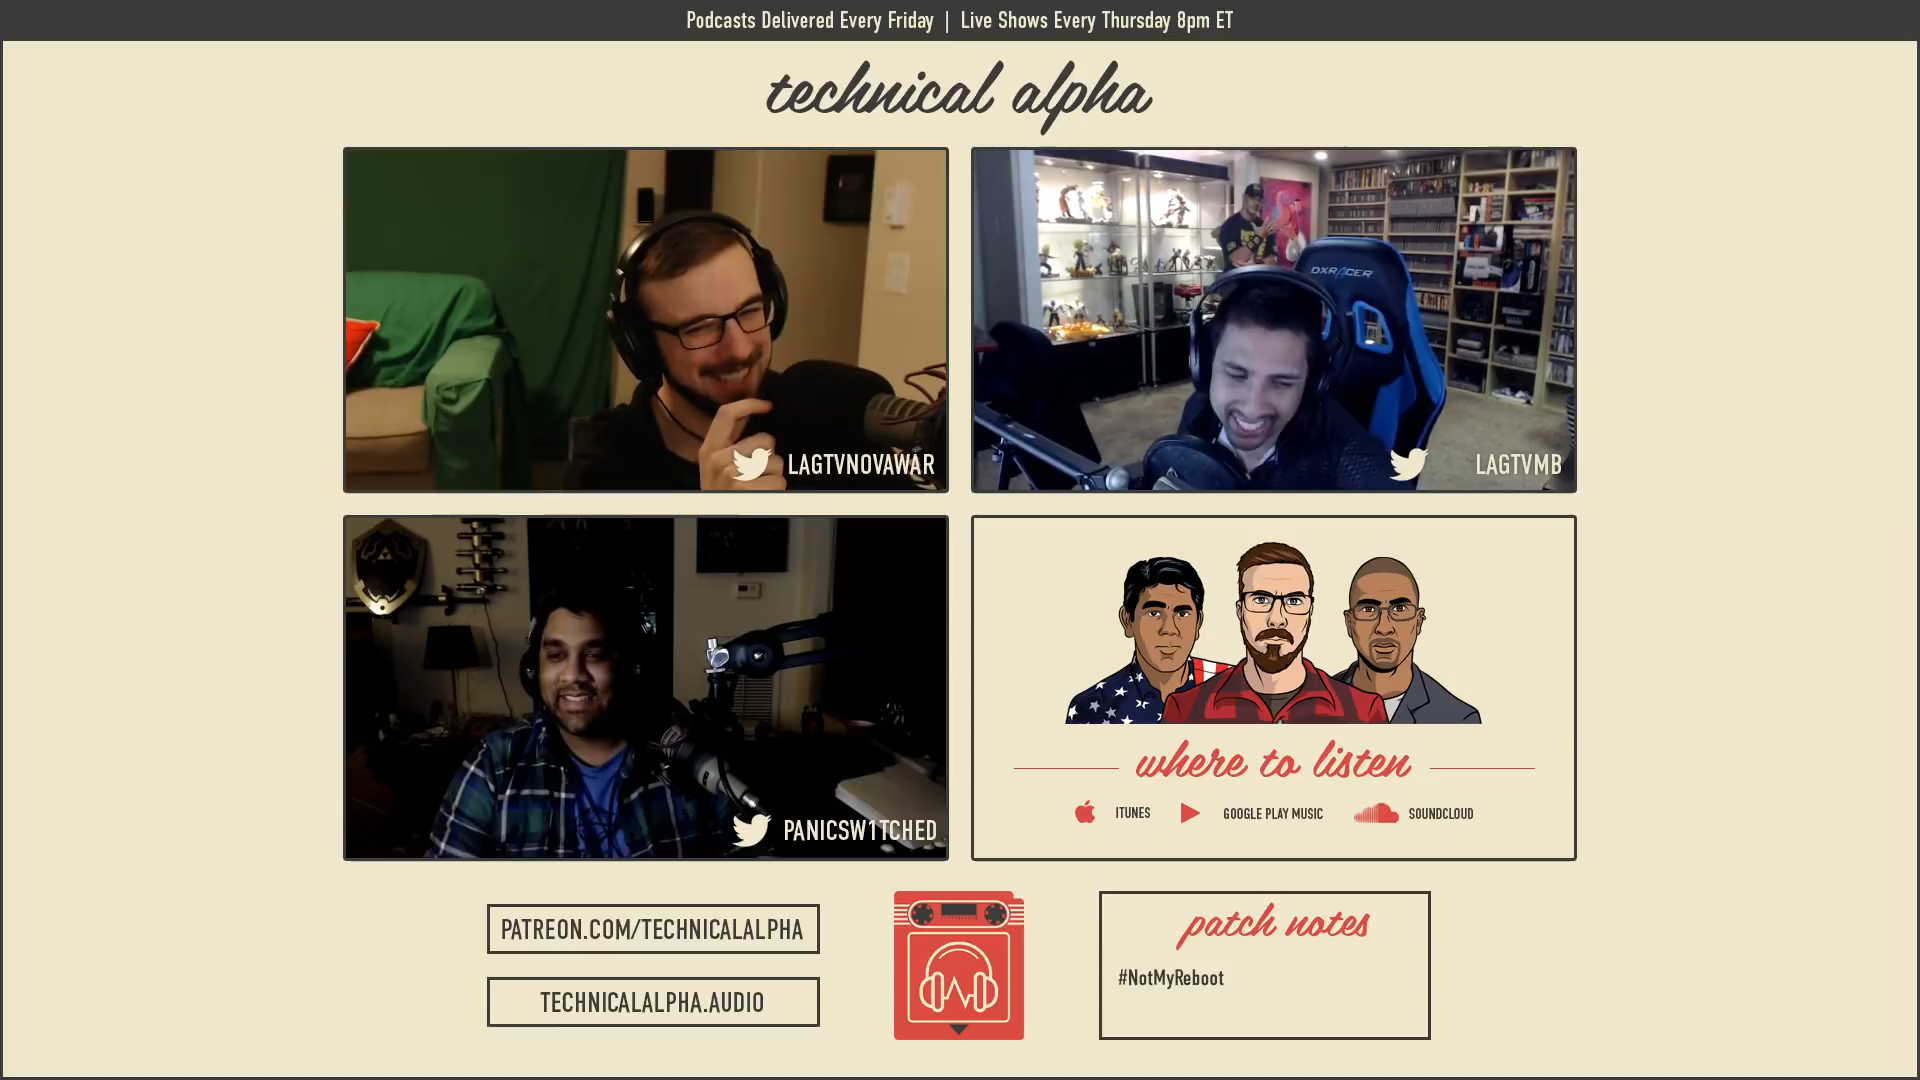 Podcasts Delivered Every Friday | Live Shows Every Thursday 8pm ET
technical alpha
DXRACER
LAGTVNOVAWAR
LAGTVMB
PANICSW1TCHED
where to listen
ITUNES
GOOGLE PLAY MUSIC
SOUNDCLOUD
PATREON.COM/TECHNICALALPHA
TECHNICALALPHA.AUDIO
patch notes
#NotMyReboot